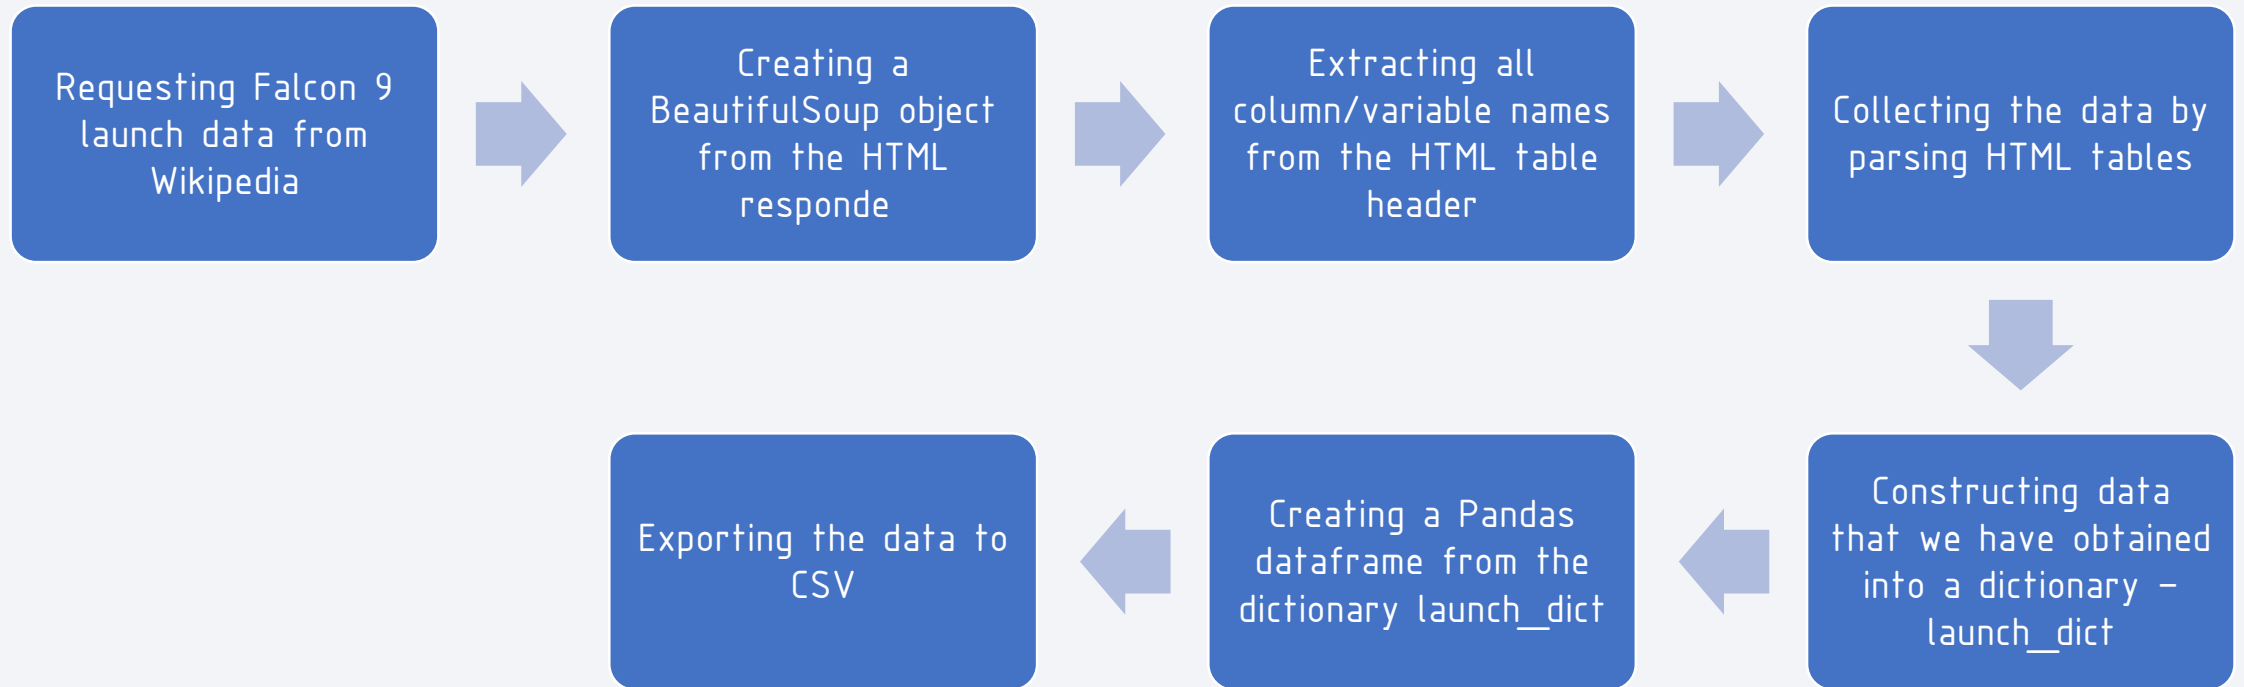 Requesting Falcon 9
launch data from
Wikipedia
Creating a
BeautifulSoup object
from the HTML
responde
Extracting all
column/variable names
from the HTML table
header
Collecting the data by
parsing HTML tables
Constructing data
that we have obtained
into a dictionary –
launch_dict
Creating a Pandas
dataframe from the
dictionary launch_dict
Exporting the data to
CSV